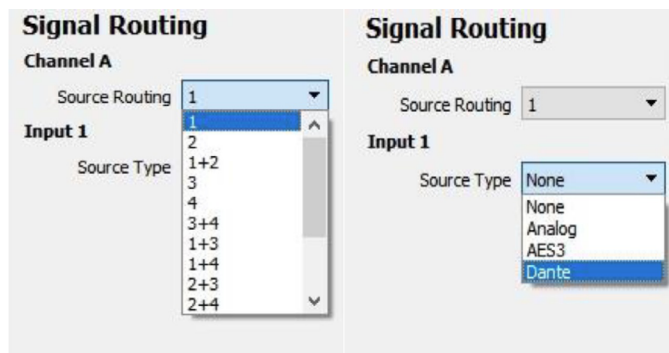 Signal Routing
Channel A
Source Routing 1
1
Input 1
2
Source Type
1+2
3
4
3+4
1+3
1+4
2+3
2+4
Signal Routing
Channel A
Source Routing 1
Input 1
Source Type None
None
Analog
AES3
Dante